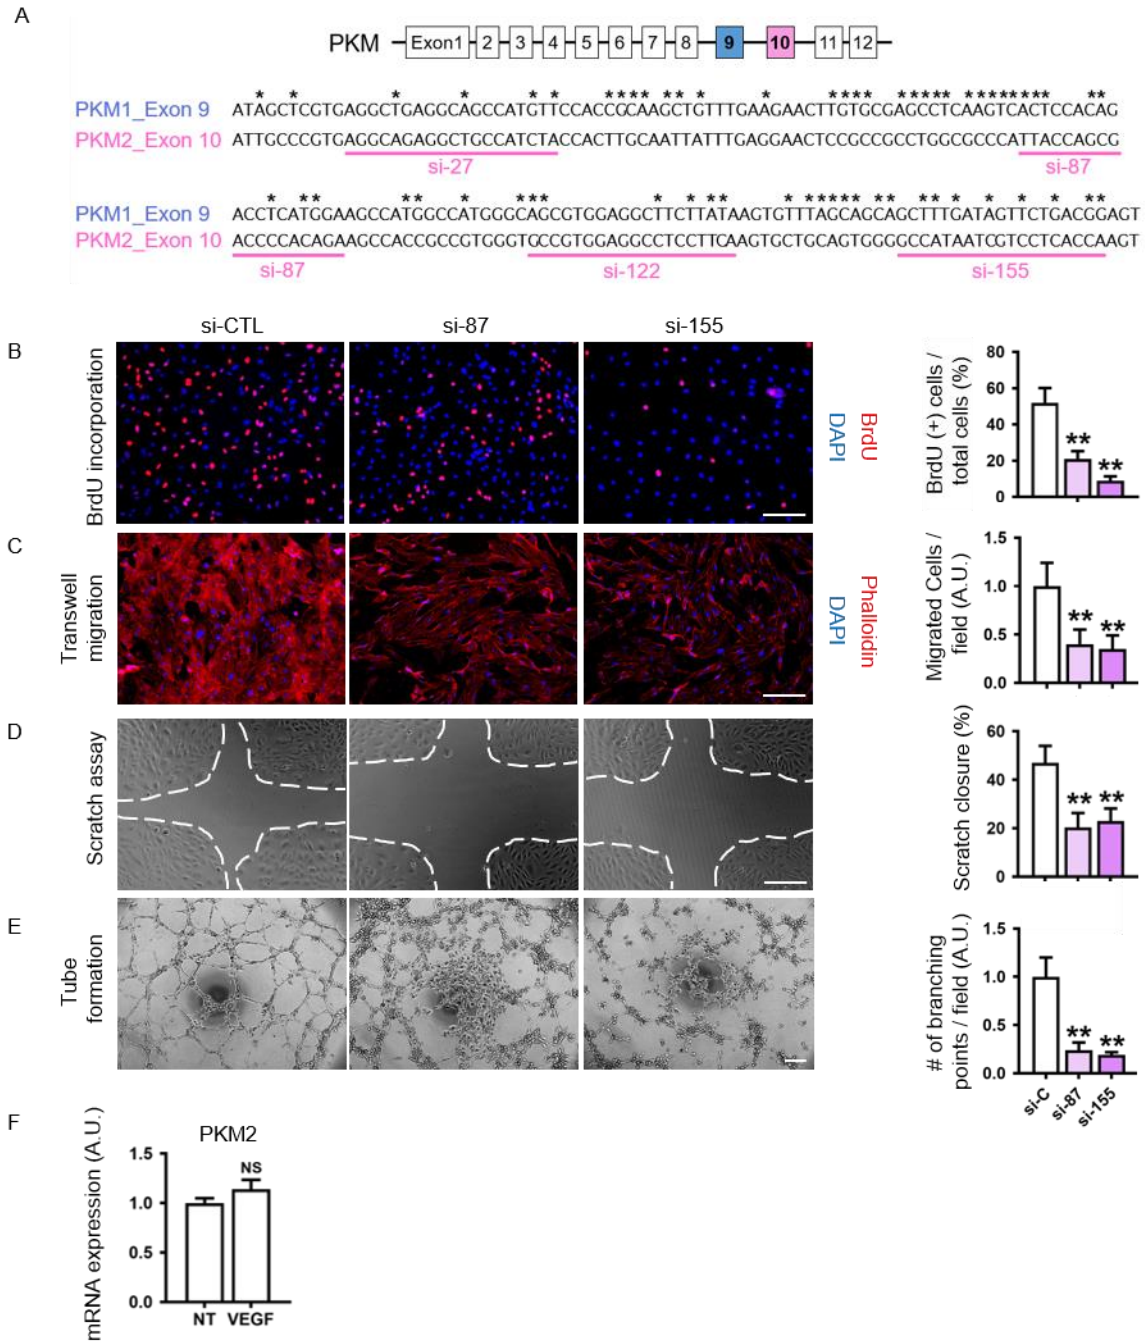 A
PKM Exon1 2 3 4 5 6 7 8 9 10 11 12
* * * * **** ** * * **** ***** ******** ** 
PKM1_Exon 9 ATAGCTCGTGAGGCTGAGGCAGCCATGTTCCACCGCAAGCTGTTTGAAGAACTTGTGCGAGCCTCAAGTCACTCCACAG
PKM2_Exon 10 ATTGCCCGTGAGGCAGAGGCTGCCATCTACCACTTGCAATTATTTGAGGAACTCCGCCGCCTGGCGCCCATTACCAGCG
si-27 si-87
* ** ** * *** * * ** * **** ** ** * * * **
PKM1_Exon 9 ACCTCATGGAAGCCATGGCCATGGGCAGCGTGGAGGCTTCTTATAAGTGTTTAGCAGCAGCTTTGATAGTTCTGACGGAGT
PKM2_Exon 10 ACCCCACAGAAGCCACCGCCGTGGGTGCCGTGGAGGCCTCCTTCAAGTGCTGCAGTGGGGCCATAATCGTCCTCACCAAGT
si-87 si-122 si-155
si-CTL si-87 si-155
B
BrdU incorporation
BrdU
DAPI
BrdU (+) cells /
total cells (%)
80
60
40
20
0
**
**
C
Transwell
migration
Phalloidin
DAPI
Migrated Cells /
field (A.U.)
1.5
1.0
0.5
0.0
**
**
D
Scratch assay
Scratch closure (%)
60
40
20
0
**
**
E
Tube
formation
# of branching
points / field (A.U.)
1.5
1.0
0.5
0.0
**
**
si-C si-87 si-155
F
PKM2
mRNA expression (A.U.)
1.5
1.0
0.5
0.0
NS
NT VEGF